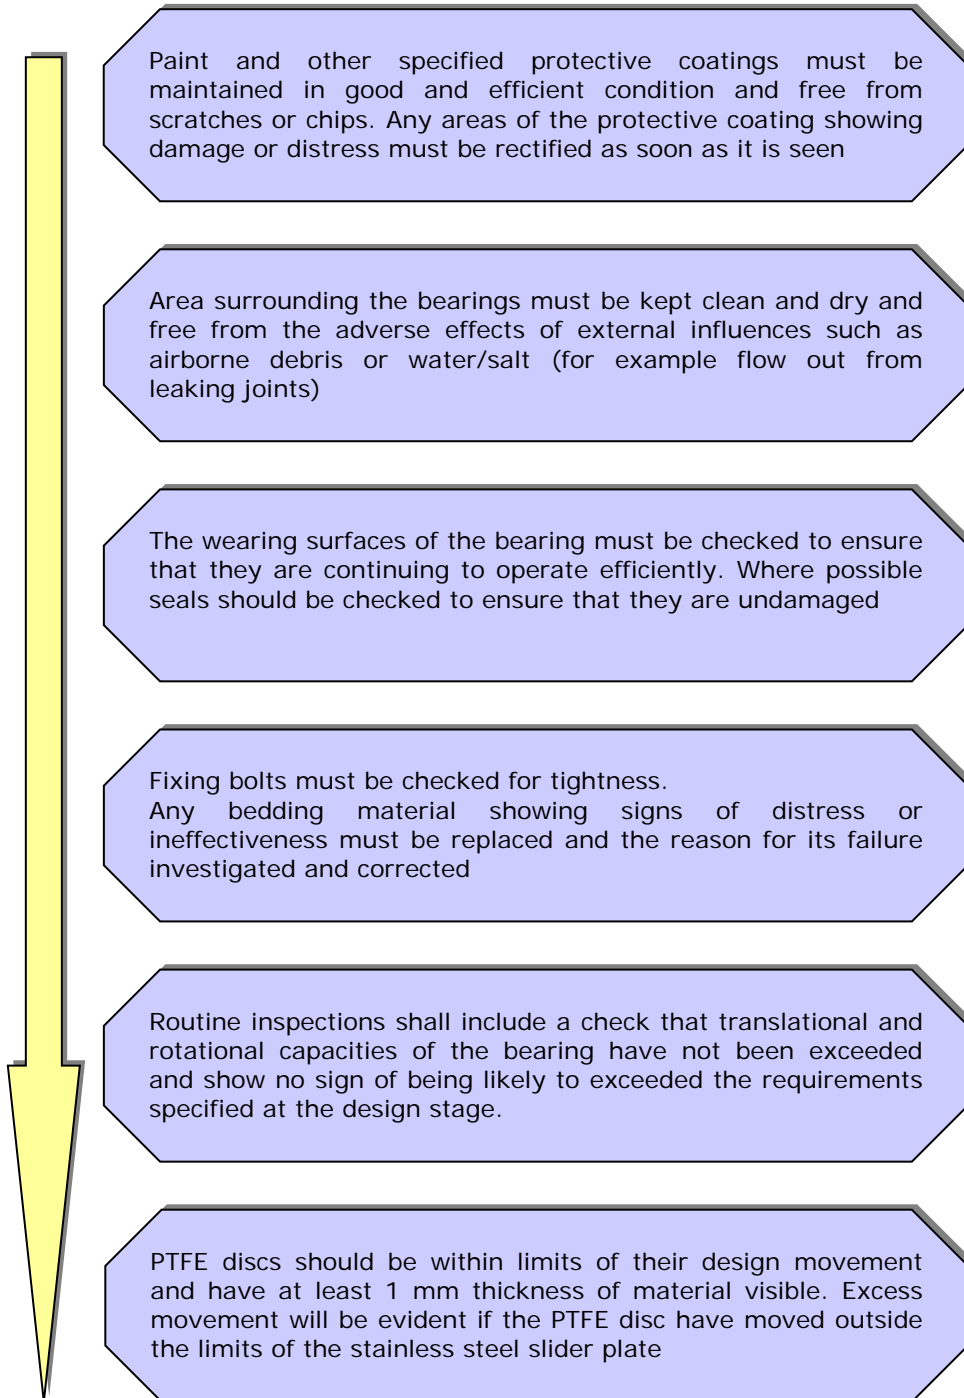 Paint and other specified protective coatings must be
maintained in good and efficient condition and free from
scratches or chips. Any areas of the protective coating showing
damage or distress must be rectified as soon as it is seen
Area surrounding the bearings must be kept clean and dry and
free from the adverse effects of external influences such as
airborne debris or water/salt (for example flow out from
leaking joints)
The wearing surfaces of the bearing must be checked to ensure
that they are continuing to operate efficiently. Where possible
seals should be checked to ensure that they are undamaged
Fixing bolts must be checked for tightness.
Any bedding material showing signs of distress or
ineffectiveness must be replaced and the reason for its failure
investigated and corrected
Routine inspections shall include a check that translational and
rotational capacities of the bearing have not been exceeded
and show no sign of being likely to exceeded the requirements
specified at the design stage.
PTFE discs should be within limits of their design movement
and have at least 1 mm thickness of material visible. Excess
movement will be evident if the PTFE disc have moved outside
the limits of the stainless steel slider plate